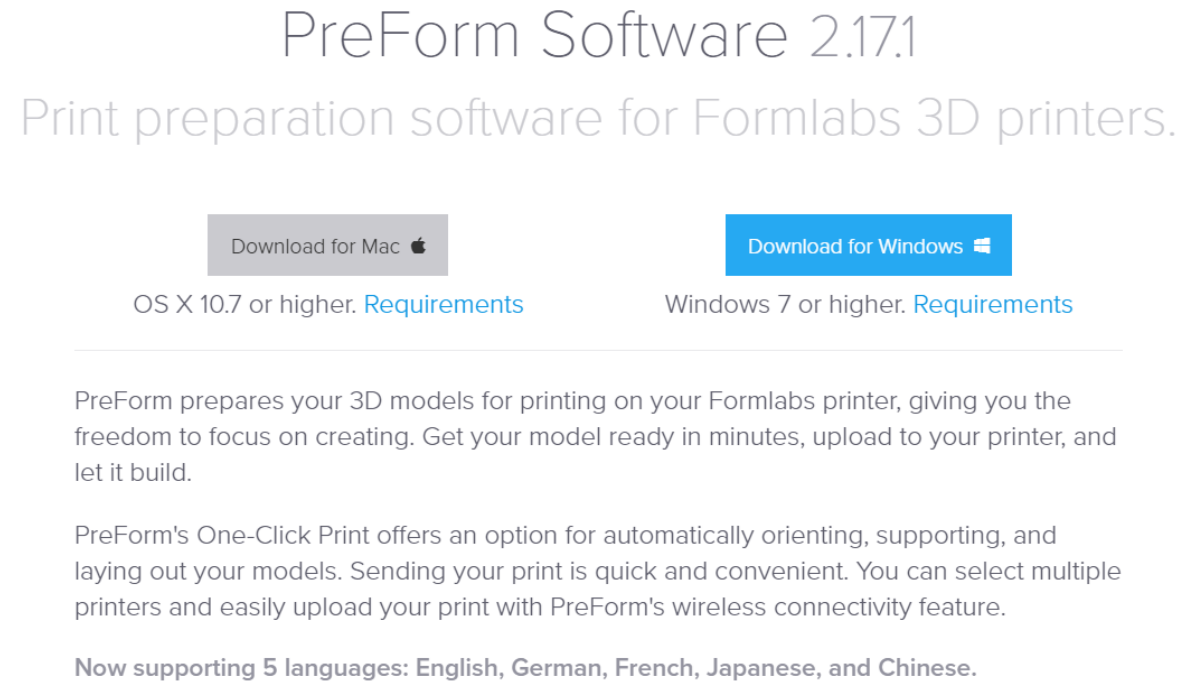 PreForm Software 2.17.1
Print preparation software for Formlabs 3D printers.
Download for Mac
Download for Windows
OS X 10.7 or higher. Requirements
Windows 7 or higher. Requirements
PreForm prepares your 3D models for printing on your Formlabs printer, giving you the
freedom to focus on creating. Get your model ready in minutes, upload to your printer, and
let it build.
PreForm's One-Click Print offers an option for automatically orienting, supporting, and
laying out your models. Sending your print is quick and convenient. You can select multiple
printers and easily upload your print with PreForm's wireless connectivity feature.
Now supporting 5 languages: English, German, French, Japanese, and Chinese.